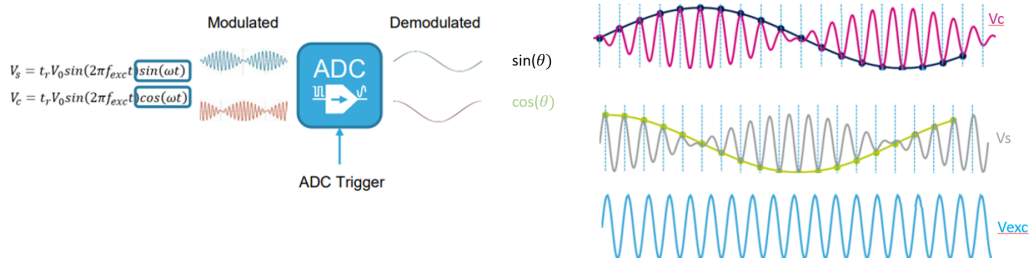 Modulated
Demodulated
V_s = t_r V_0 sin(2πf_exc t) sin(ωt)
V_c = t_r V_0 sin(2πf_exc t) cos(ωt)
ADC
ADC Trigger
sin(θ)
cos(θ)
Vc
Vs
Vexc